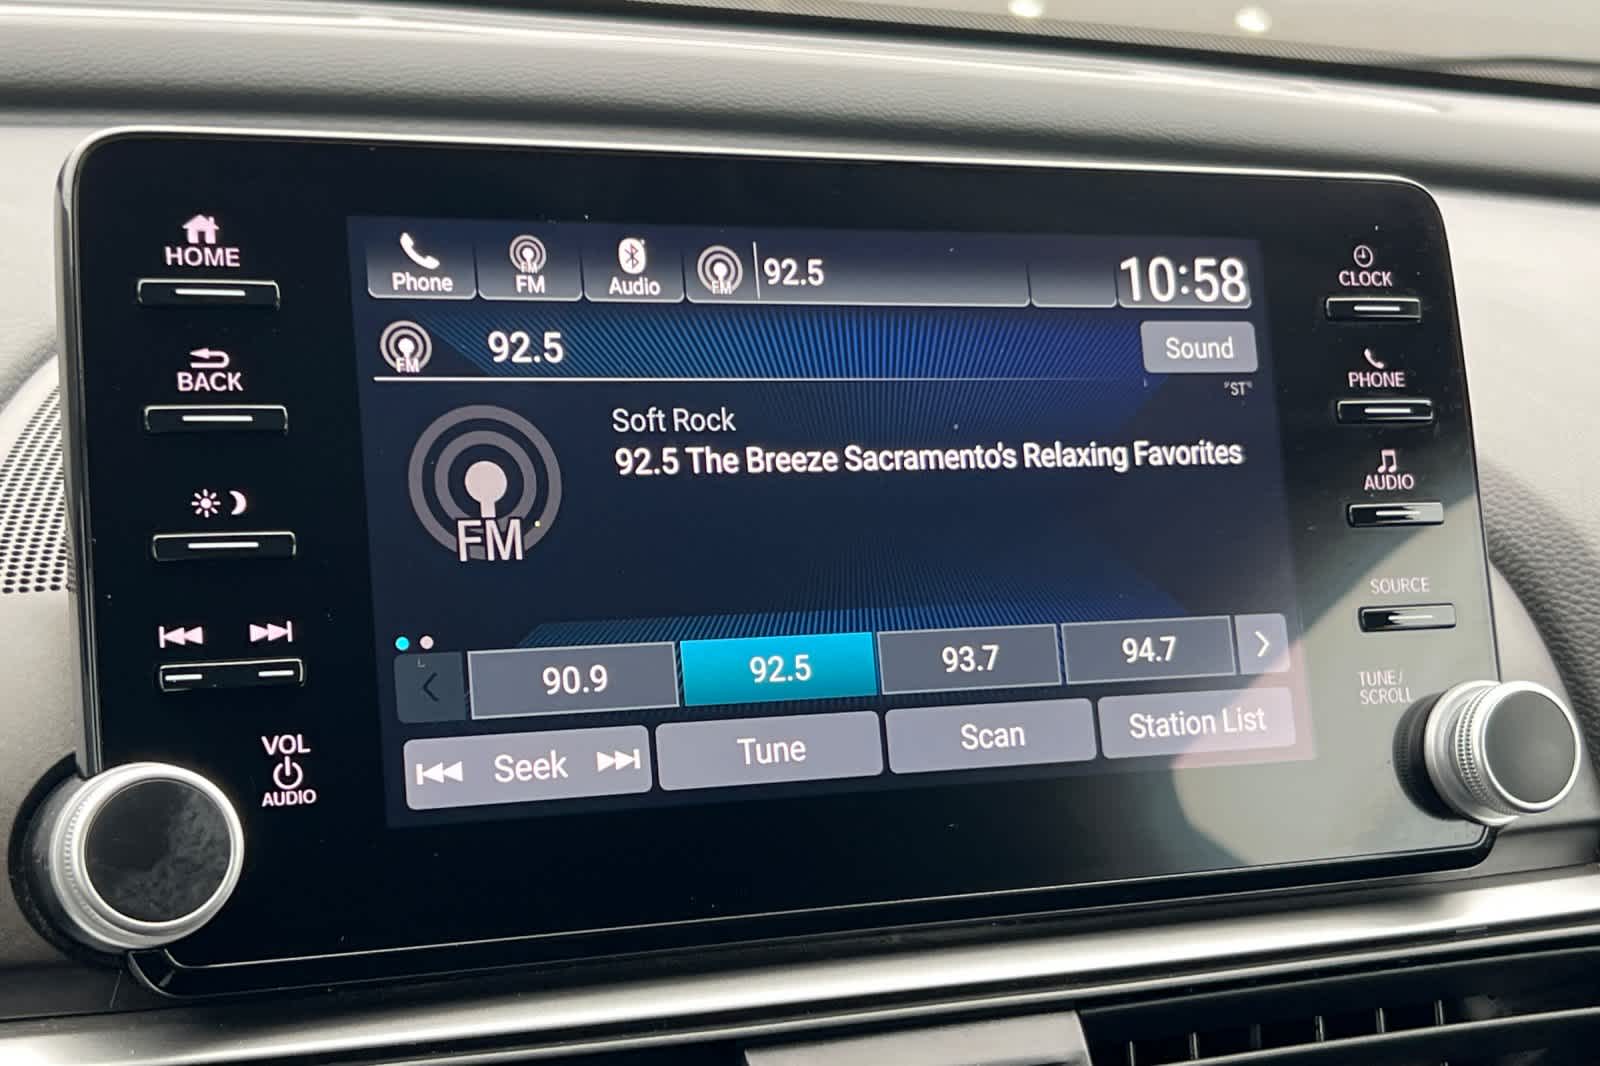 HOME
BACK
VOL
AUDIO
Phone
FM
FM
Audio
FM
92.5
10:58
FM
92.5
Sound
"ST"
Soft Rock
92.5 The Breeze Sacramento's Relaxing Favorites
FM
90.9
92.5
93.7
94.7
Seek
Tune
Scan
Station List
CLOCK
PHONE
AUDIO
SOURCE
TUNE/
SCROLL